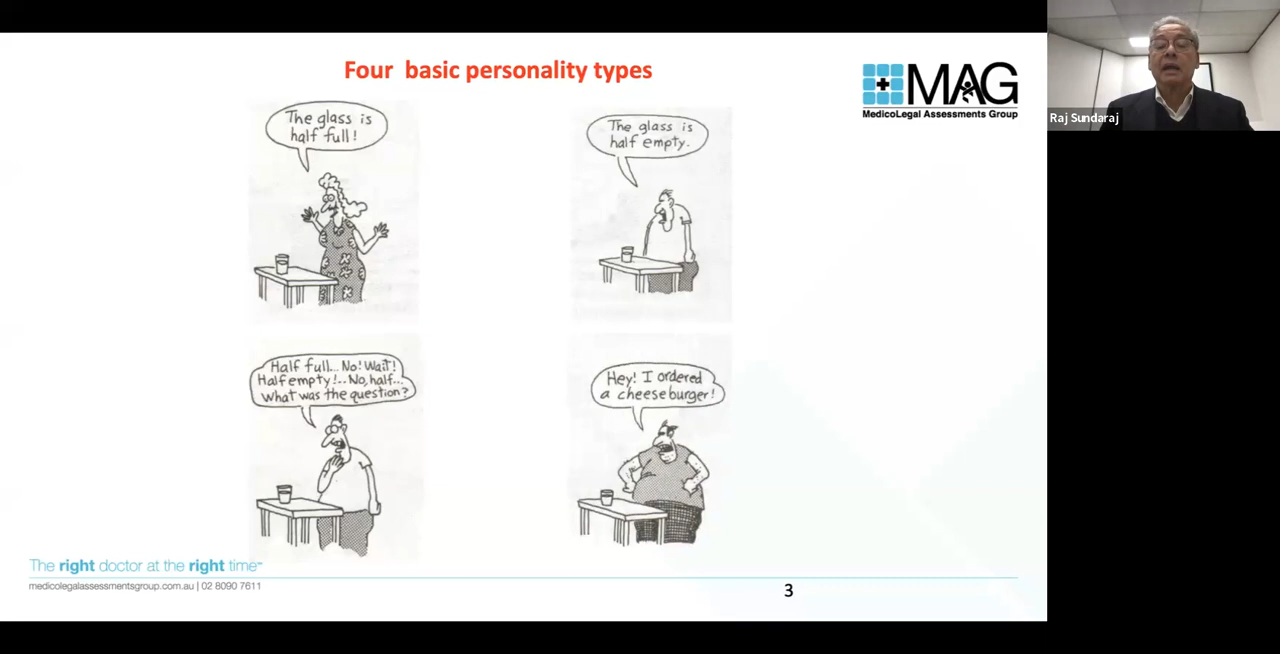 Four basic personality types
MAG
MedicoLegal Assessments Group
Raj Sundaraj
The glass is
half full!
The glass is
half empty.
Half full... No! Wait!
Half empty!.. No, half...
What was the question?
Hey! I ordered
a cheeseburger!
The right doctor at the right time™
medicolegalassessmentsgroup.com.au | 02 8090 7611
3